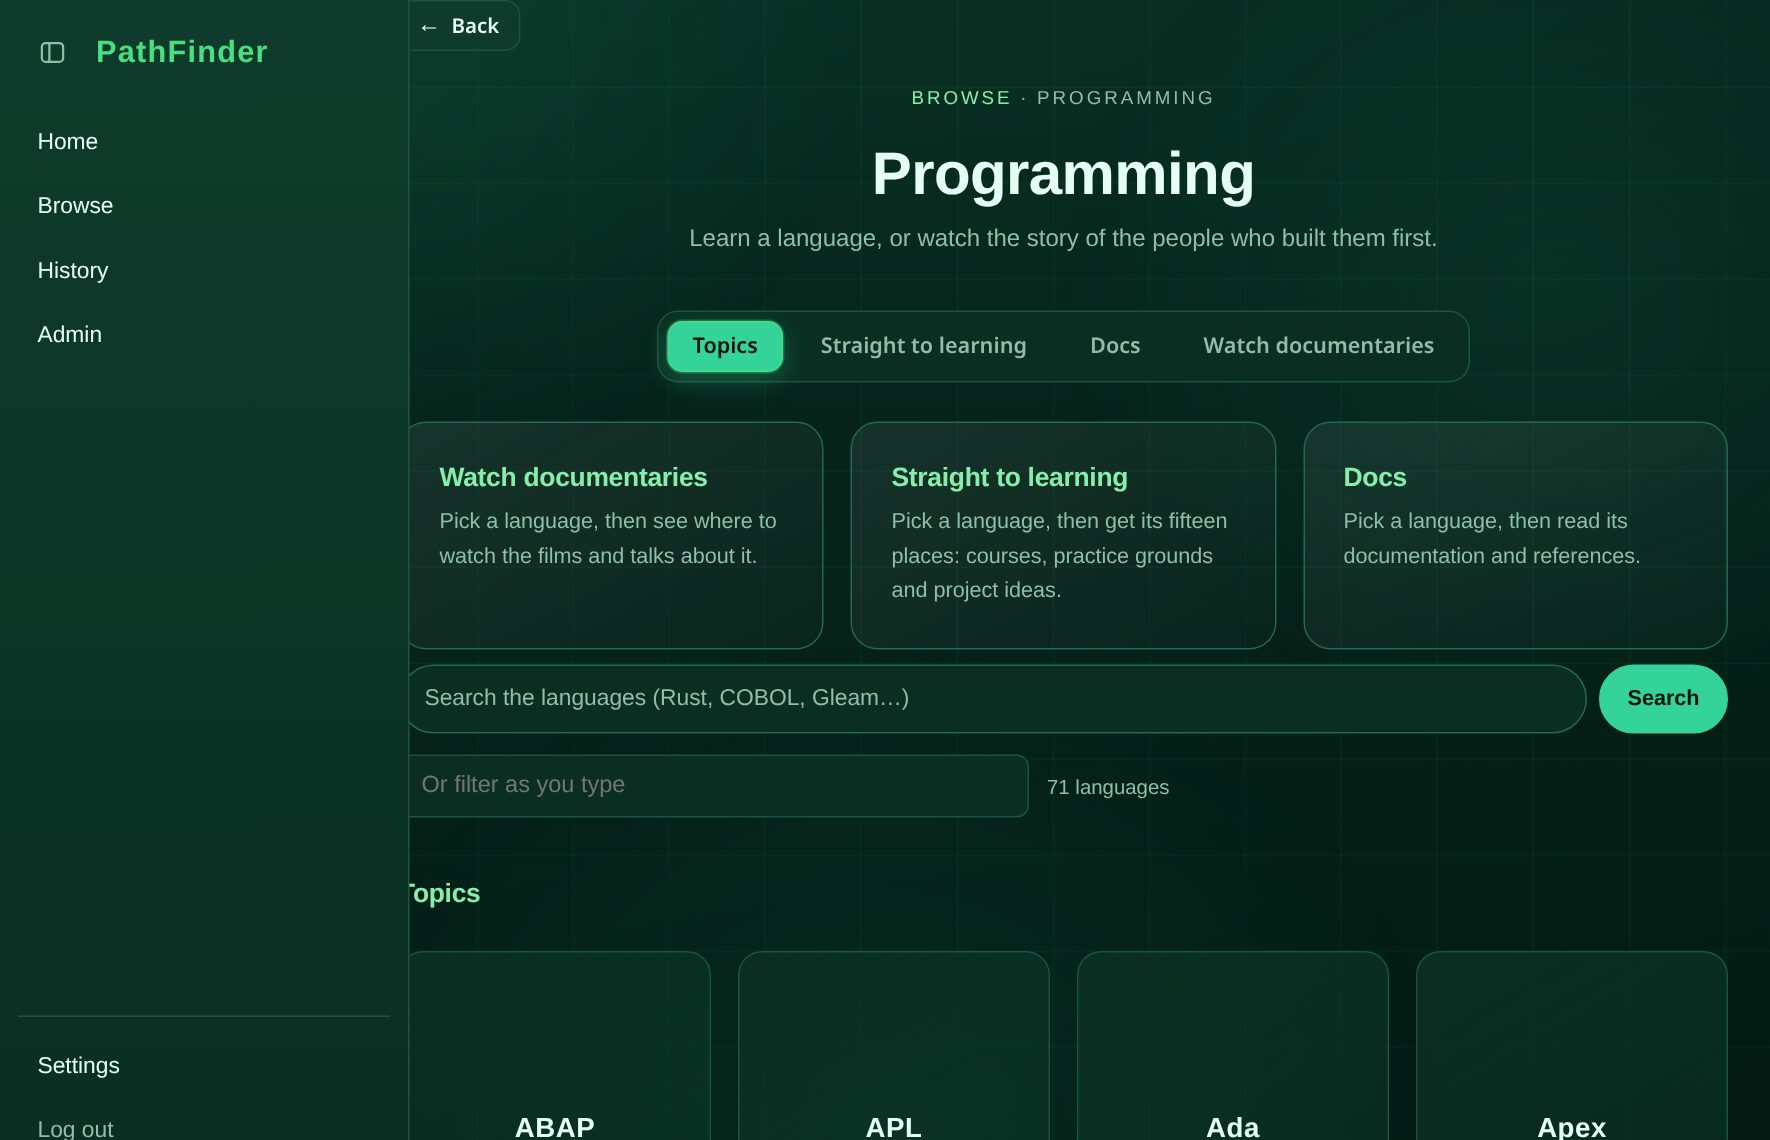 PathFinder
Home
Browse
History
Admin
Settings
Log out
← Back
BROWSE · PROGRAMMING
Programming
Learn a language, or watch the story of the people who built them first.
Topics
Straight to learning
Docs
Watch documentaries
Watch documentaries
Pick a language, then see where to
watch the films and talks about it.
Straight to learning
Pick a language, then get its fifteen
places: courses, practice grounds
and project ideas.
Docs
Pick a language, then read its
documentation and references.
Search the languages (Rust, COBOL, Gleam…)
Search
Or filter as you type
71 languages
Topics
ABAP
APL
Ada
Apex